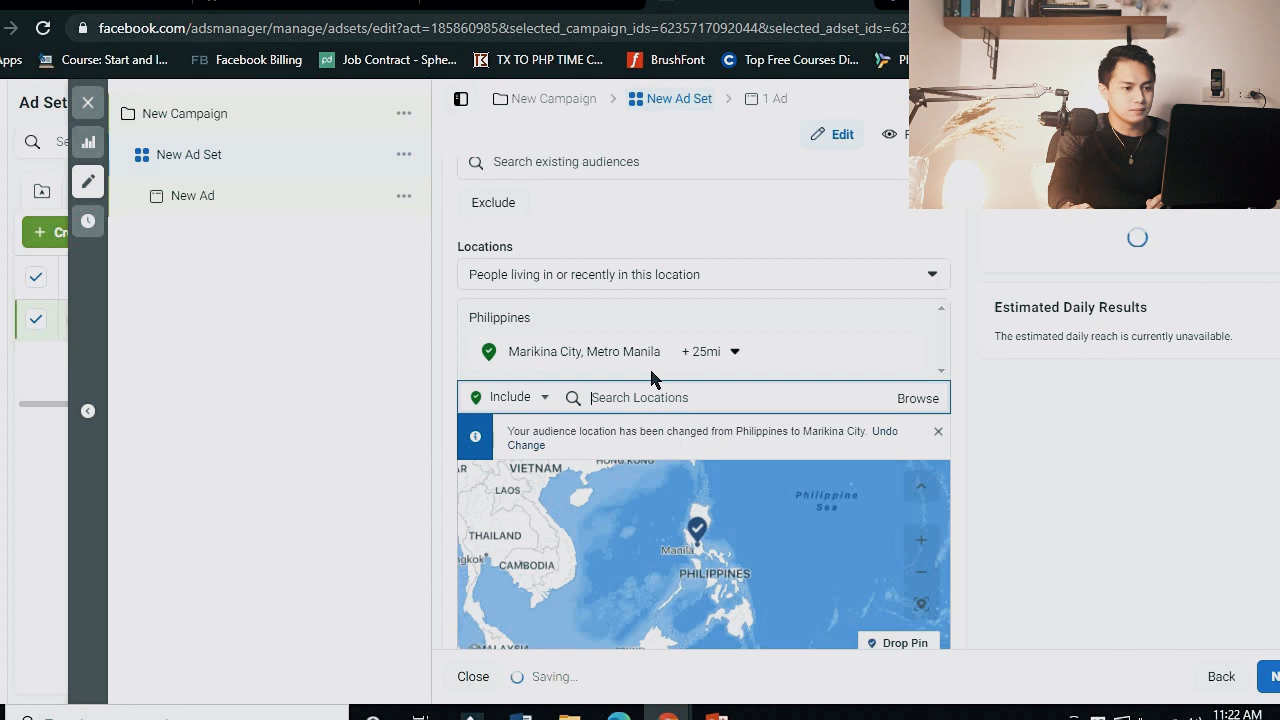 facebook.com/adsmanager/manage/adsets/edit?act=185860985&selected_campaign_ids=6235717092044&selected_adset_ids=62
Apps
Course: Start and I...
FB Facebook Billing
Job Contract - Sphe...
TX TO PHP TIME C...
BrushFont
Top Free Courses Di...
Ad Set
New Campaign
New Ad Set
New Ad
New Campaign
New Ad Set
1 Ad
Edit
Search existing audiences
Exclude
Locations
People living in or recently in this location
Philippines
Marikina City, Metro Manila + 25mi
Include
Search Locations
Browse
Your audience location has been changed from Philippines to Marikina City. Undo
Change
HONG KONG
VIETNAM
LAOS
THAILAND
CAMBODIA
Philippine
Sea
Manila
PHILIPPINES
MALAYSIA
Drop Pin
Estimated Daily Results
The estimated daily reach is currently unavailable.
Close
Saving...
Back
11:22 AM